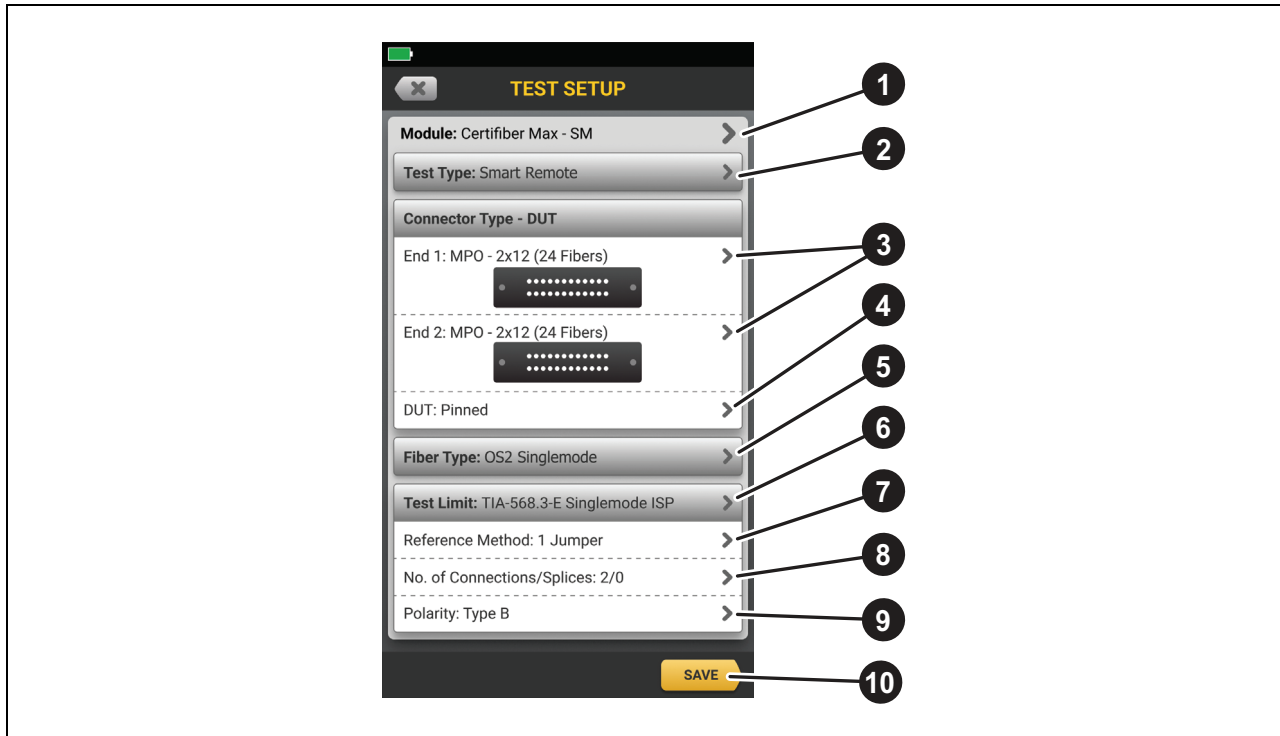 TEST SETUP
Module: Certifiber Max - SM
Test Type: Smart Remote
Connector Type - DUT
End 1: MPO - 2x12 (24 Fibers)
End 2: MPO - 2x12 (24 Fibers)
DUT: Pinned
Fiber Type: OS2 Singlemode
Test Limit: TIA-568.3-E Singlemode ISP
Reference Method: 1 Jumper
No. of Connections/Splices: 2/0
Polarity: Type B
SAVE
1
2
3
4
5
6
7
8
9
10